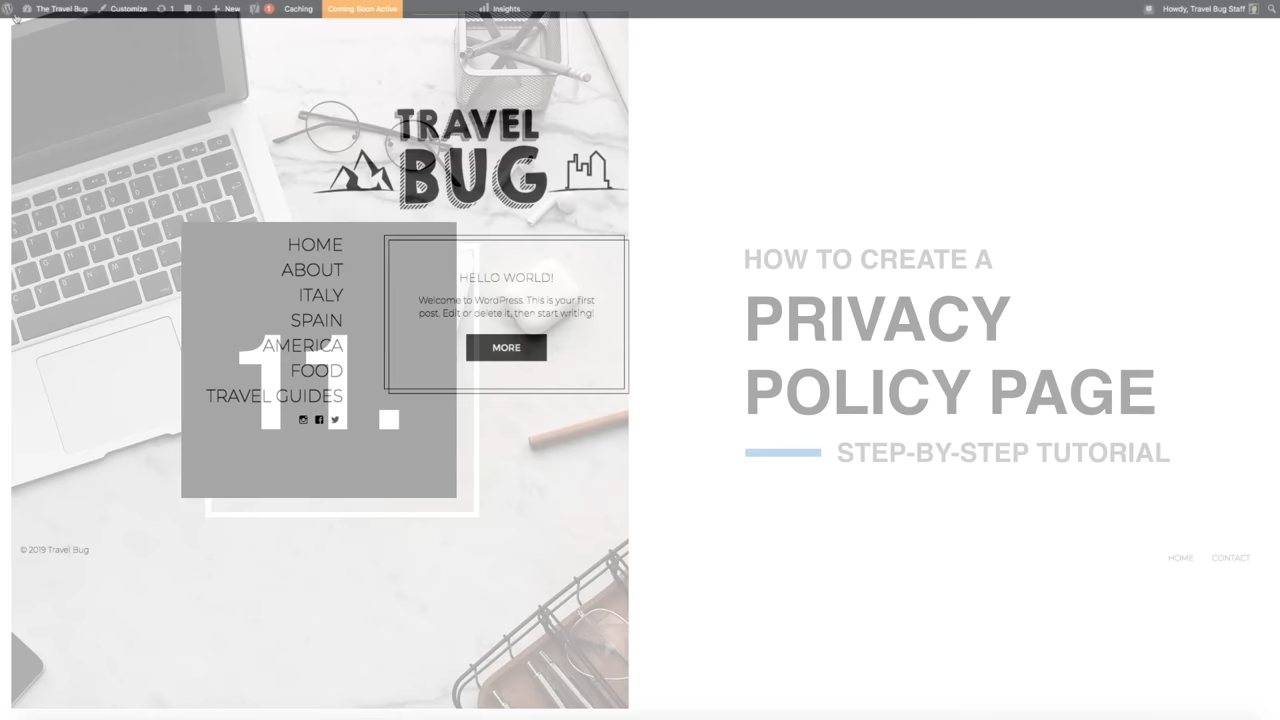 The Travel Bug Customize 1 0 New 1 Caching Coming Soon Active Insights Howdy, Travel Bug Staff
TRAVEL
BUG
HOME
ABOUT
ITALY
SPAIN
AMERICA
FOOD
TRAVEL GUIDES
11.
HELLO WORLD!
Welcome to WordPress. This is your first
post. Edit or delete it, then start writing!
MORE
HOW TO CREATE A
PRIVACY
POLICY PAGE
STEP-BY-STEP TUTORIAL
© 2019 Travel Bug
HOME CONTACT